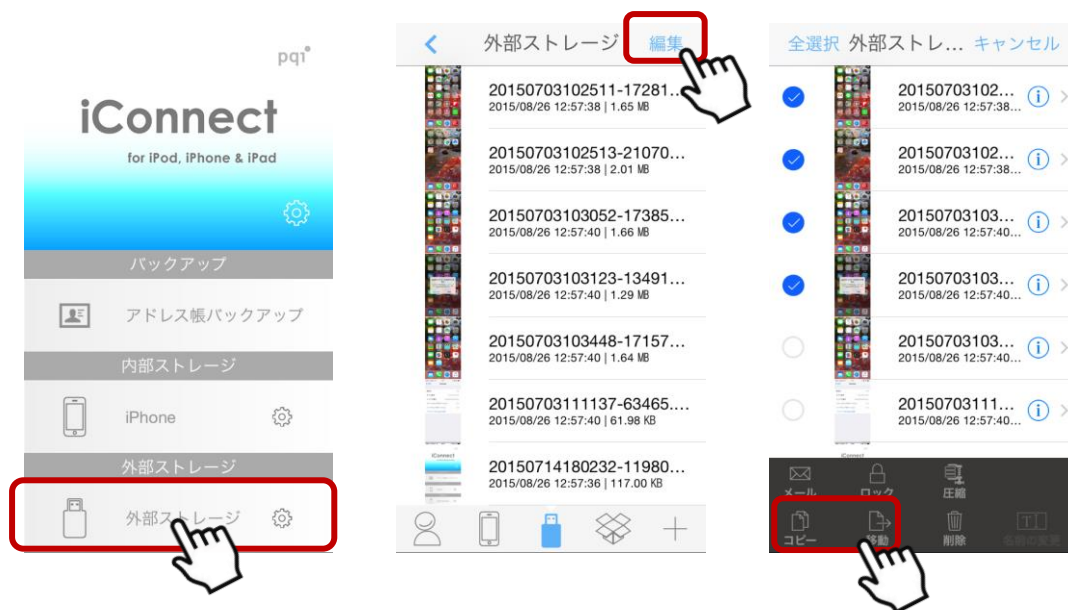 pqi
iConnect
for iPod, iPhone & iPad
バックアップ
アドレス帳バックアップ
内部ストレージ
iPhone
外部ストレージ
外部ストレージ
外部ストレージ 編集
20150703102511-17281...
2015/08/26 12:57:38 | 1.65 MB
20150703102513-21070...
2015/08/26 12:57:38 | 2.01 MB
20150703103052-17385...
2015/08/26 12:57:40 | 1.66 MB
20150703103123-13491...
2015/08/26 12:57:40 | 1.29 MB
20150703103448-17157...
2015/08/26 12:57:40 | 1.64 MB
20150703111137-63465....
2015/08/26 12:57:40 | 61.98 KB
20150714180232-11980...
2015/08/26 12:57:36 | 117.00 KB
全選択 外部ストレ... キャンセル
20150703102...
2015/08/26 12:57:38...
20150703102...
2015/08/26 12:57:38...
20150703103...
2015/08/26 12:57:40...
20150703103...
2015/08/26 12:57:40...
20150703103...
2015/08/26 12:57:40...
20150703111...
2015/08/26 12:57:40...
iConnect
メール ロック 圧縮
コピー 移動 削除 名前の変更